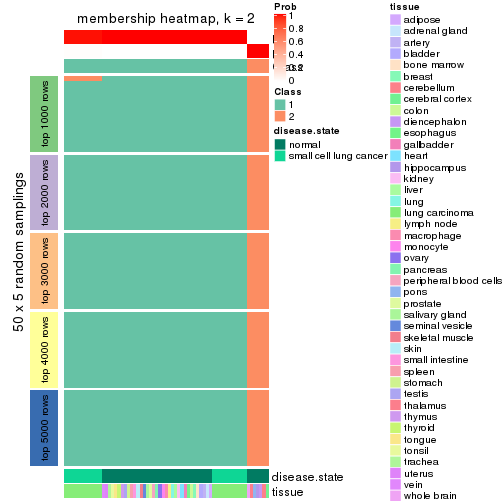 membership heatmap, k = 2
50 x 5 random samplings
top 1000 rows
top 2000 rows
top 3000 rows
top 4000 rows
top 5000 rows
disease.state
tissue
Prob
1
0.8
0.6
0.4
0.2
0
Class
1
2
disease.state
normal
small cell lung cancer
tissue
adipose
adrenal gland
artery
bladder
bone marrow
breast
cerebellum
cerebral cortex
colon
diencephalon
esophagus
gallbladder
heart
hippocampus
kidney
liver
lung
lung carcinoma
lymph node
macrophage
monocyte
ovary
pancreas
peripheral blood cells
pons
prostate
salivary gland
seminal vesicle
skeletal muscle
skin
small intestine
spleen
stomach
testis
thalamus
thymus
thyroid
tongue
tonsil
trachea
uterus
vein
whole brain